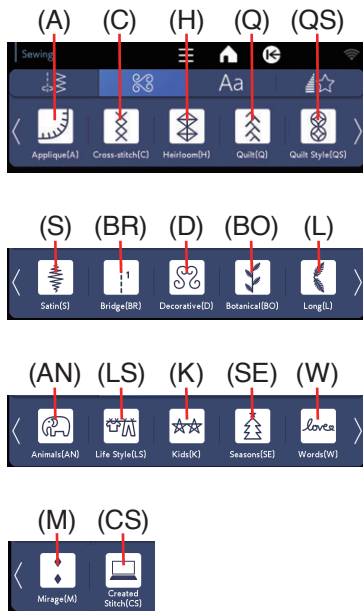 (A) (C) (H) (Q) (QS)
Sewing
Aa
Applique(A) Cross-stitch(C) Heirloom(H) Quilt(Q) Quilt Style(QS)
(S) (BR) (D) (BO) (L)
1
Satin(S) Bridge(BR) Decorative(D) Botanical(BO) Long(L)
(AN) (LS) (K) (SE) (W)
love
Animals(AN) Life Style(LS) Kids(K) Seasons(SE) Words(W)
(M) (CS)
Mirage(M) Created
Stitch(CS)